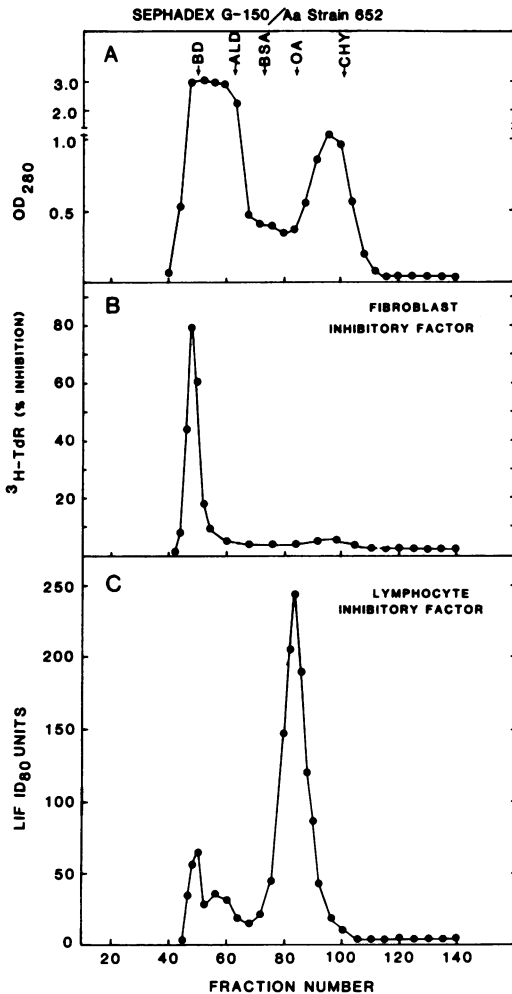 SEPHADEX G-150/Aa Strain 652
A
BD
ALD
BSA
OA
CHY
3.0
2.0
1.0
0.5
OD280
B
FIBROBLAST
INHIBITORY FACTOR
80
60
40
20
3H-TdR (% INHIBITION)
C
LYMPHOCYTE
INHIBITORY FACTOR
250
200
150
100
50
0
LIF ID80 UNITS
20 40 60 80 100 120 140
FRACTION NUMBER